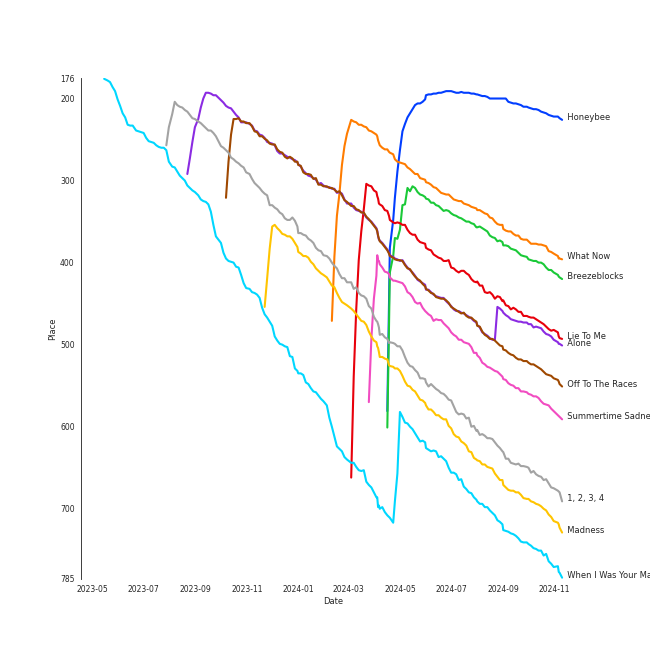 176
200
300
400
500
600
700
785
Place
2023-05
2023-07
2023-09
2023-11
2024-01
2024-03
2024-05
2024-07
2024-09
2024-11
Date
Honeybee
What Now
Breezeblocks
Lie To Me
Alone
Off To The Races
Summertime Sadne
1, 2, 3, 4
Madness
When I Was Your Ma